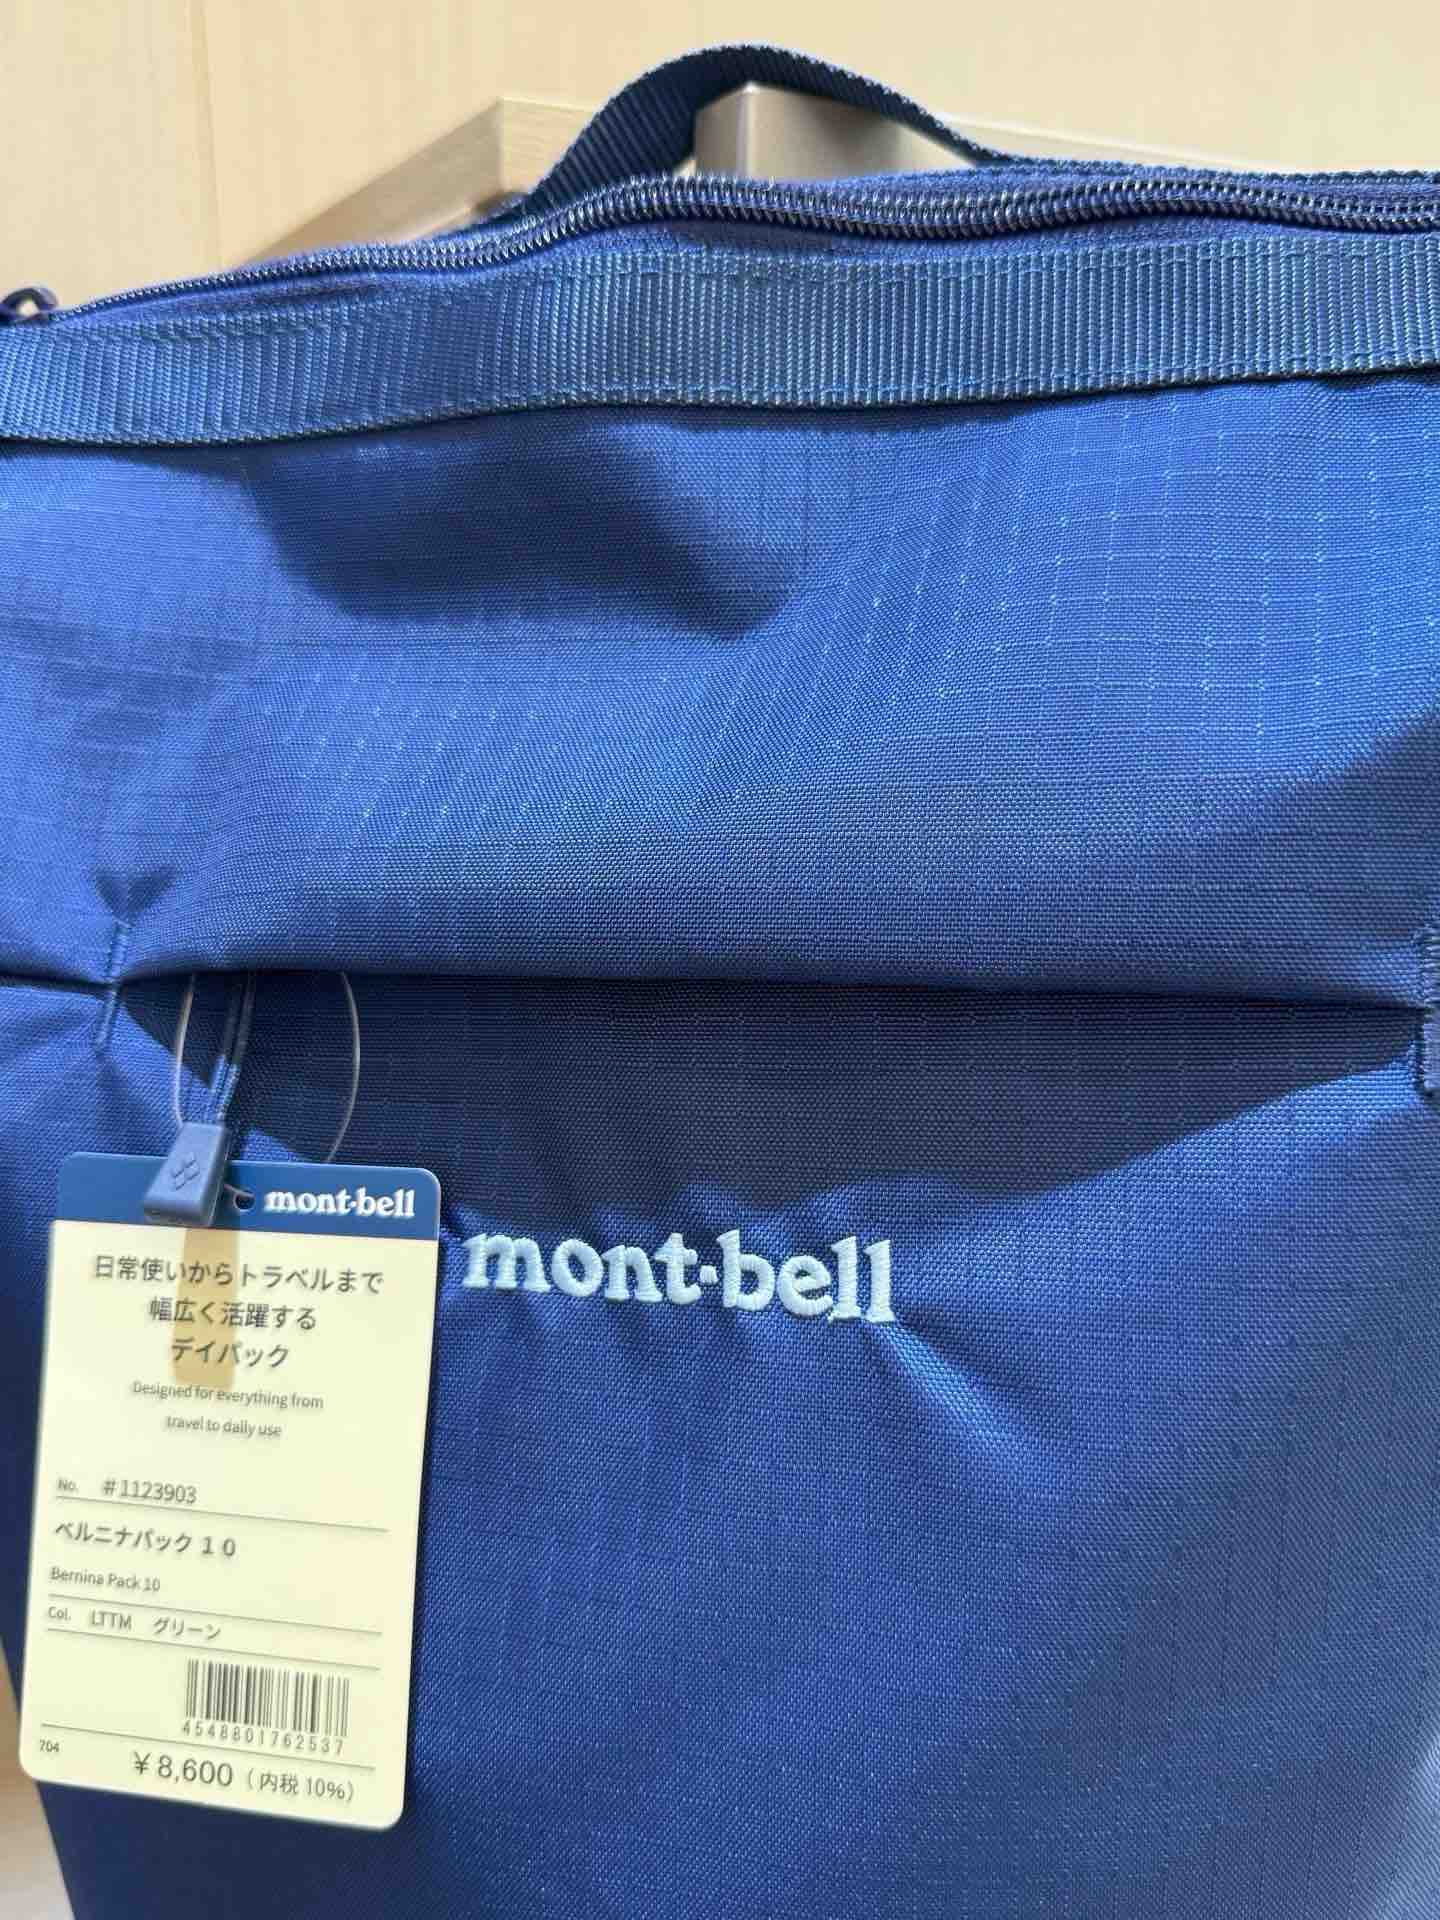 mont-bell
mont-bell
日常使いからトラベルまで
幅広く活躍する
デイパック
Designed for everything from
travel to daily use
No. #1123903
ベルニナパック 10
Bernina Pack 10
Col. LTTM グリーン
4548801762537
704
¥8,600 (内税10%)